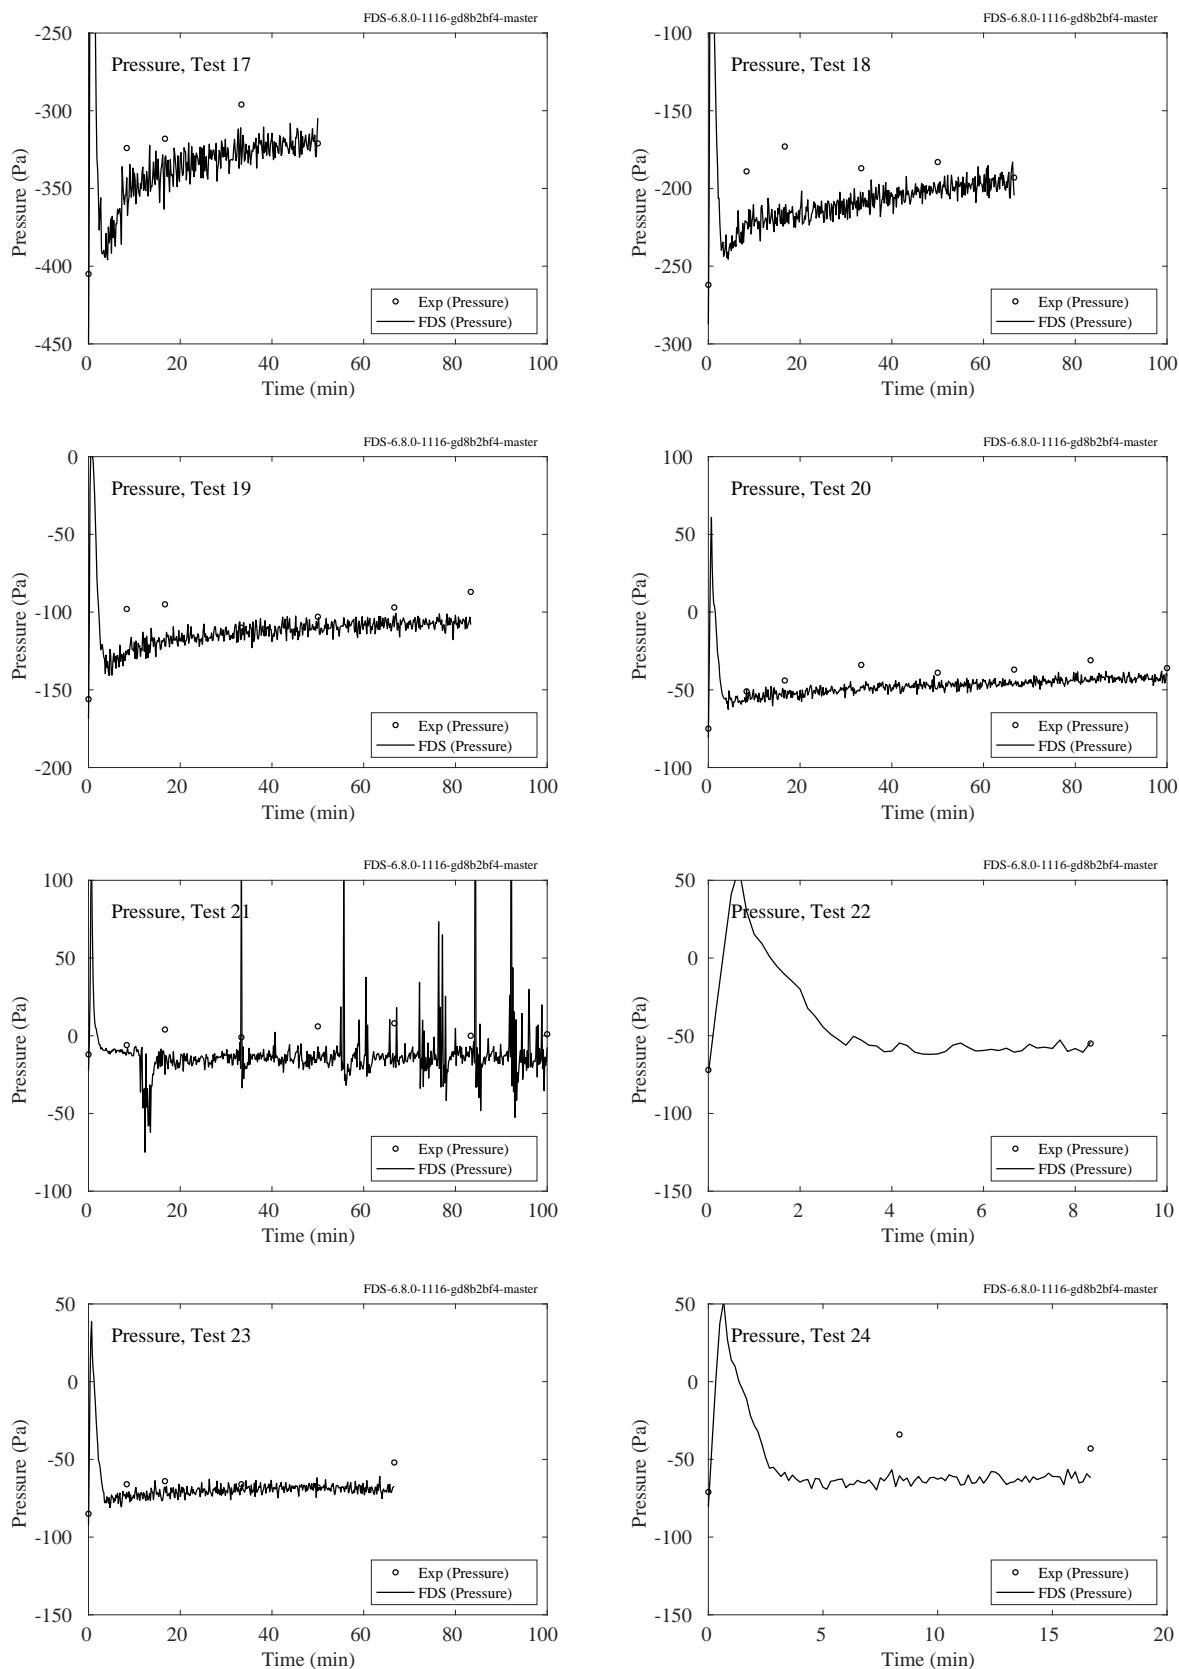 FDS-6.8.0-1116-gd8b2bf4-master
Pressure, Test 17
-250
-300
-350
-400
-450
Pressure (Pa)
Exp (Pressure)
FDS (Pressure)
0 20 40 60 80 100
Time (min)
FDS-6.8.0-1116-gd8b2bf4-master
Pressure, Test 18
-100
-150
-200
-250
-300
Pressure (Pa)
Exp (Pressure)
FDS (Pressure)
0 20 40 60 80 100
Time (min)
FDS-6.8.0-1116-gd8b2bf4-master
Pressure, Test 19
0
-50
-100
-150
-200
Pressure (Pa)
Exp (Pressure)
FDS (Pressure)
0 20 40 60 80 100
Time (min)
FDS-6.8.0-1116-gd8b2bf4-master
Pressure, Test 20
100
50
0
-50
-100
Pressure (Pa)
Exp (Pressure)
FDS (Pressure)
0 20 40 60 80 100
Time (min)
FDS-6.8.0-1116-gd8b2bf4-master
Pressure, Test 21
100
50
0
-50
-100
Pressure (Pa)
Exp (Pressure)
FDS (Pressure)
0 20 40 60 80 100
Time (min)
FDS-6.8.0-1116-gd8b2bf4-master
Pressure, Test 22
50
0
-50
-100
-150
Pressure (Pa)
Exp (Pressure)
FDS (Pressure)
0 2 4 6 8 10
Time (min)
FDS-6.8.0-1116-gd8b2bf4-master
Pressure, Test 23
50
0
-50
-100
-150
Pressure (Pa)
Exp (Pressure)
FDS (Pressure)
0 20 40 60 80 100
Time (min)
FDS-6.8.0-1116-gd8b2bf4-master
Pressure, Test 24
50
0
-50
-100
-150
Pressure (Pa)
Exp (Pressure)
FDS (Pressure)
0 5 10 15 20
Time (min)